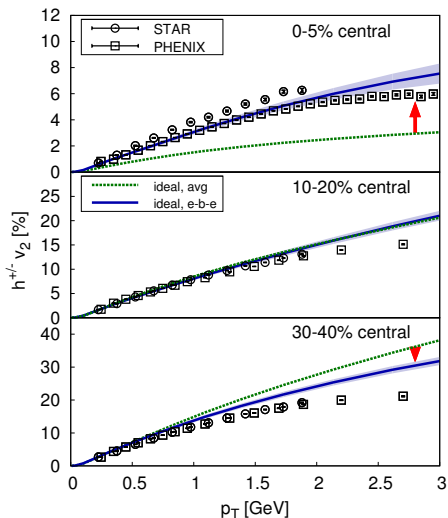 12
10
8
6
4
2
0
STAR
PHENIX
0-5% central
25
20
15
10
5
0
ideal, avg
ideal, e-b-e
10-20% central
h+/- v2 [%]
40
30
20
10
0
30-40% central
0 0.5 1 1.5 2 2.5 3
pT [GeV]